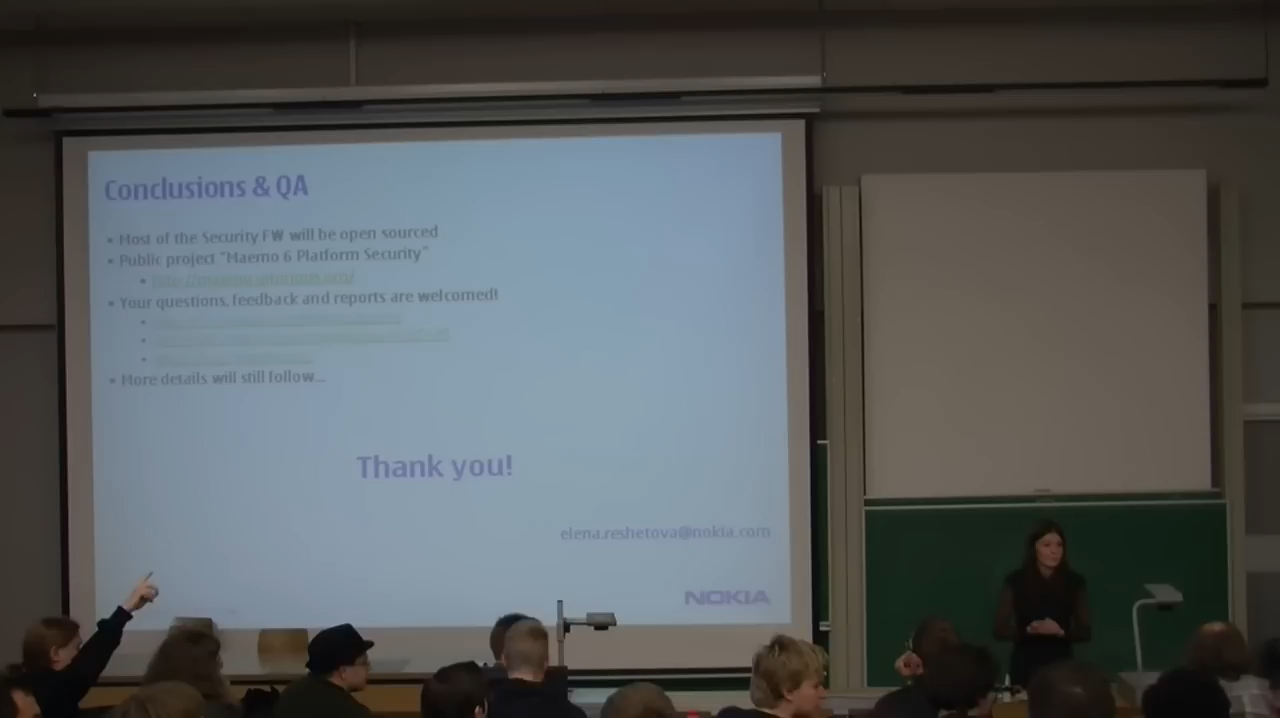 Conclusions & QA
• Most of the Security FW will be open sourced
• Public project "Maemo 6 Platform Security"
• Your questions, feedback and reports are welcomed!
• More details will still follow...
Thank you!
elena.reshetova@nokia.com
NOKIA